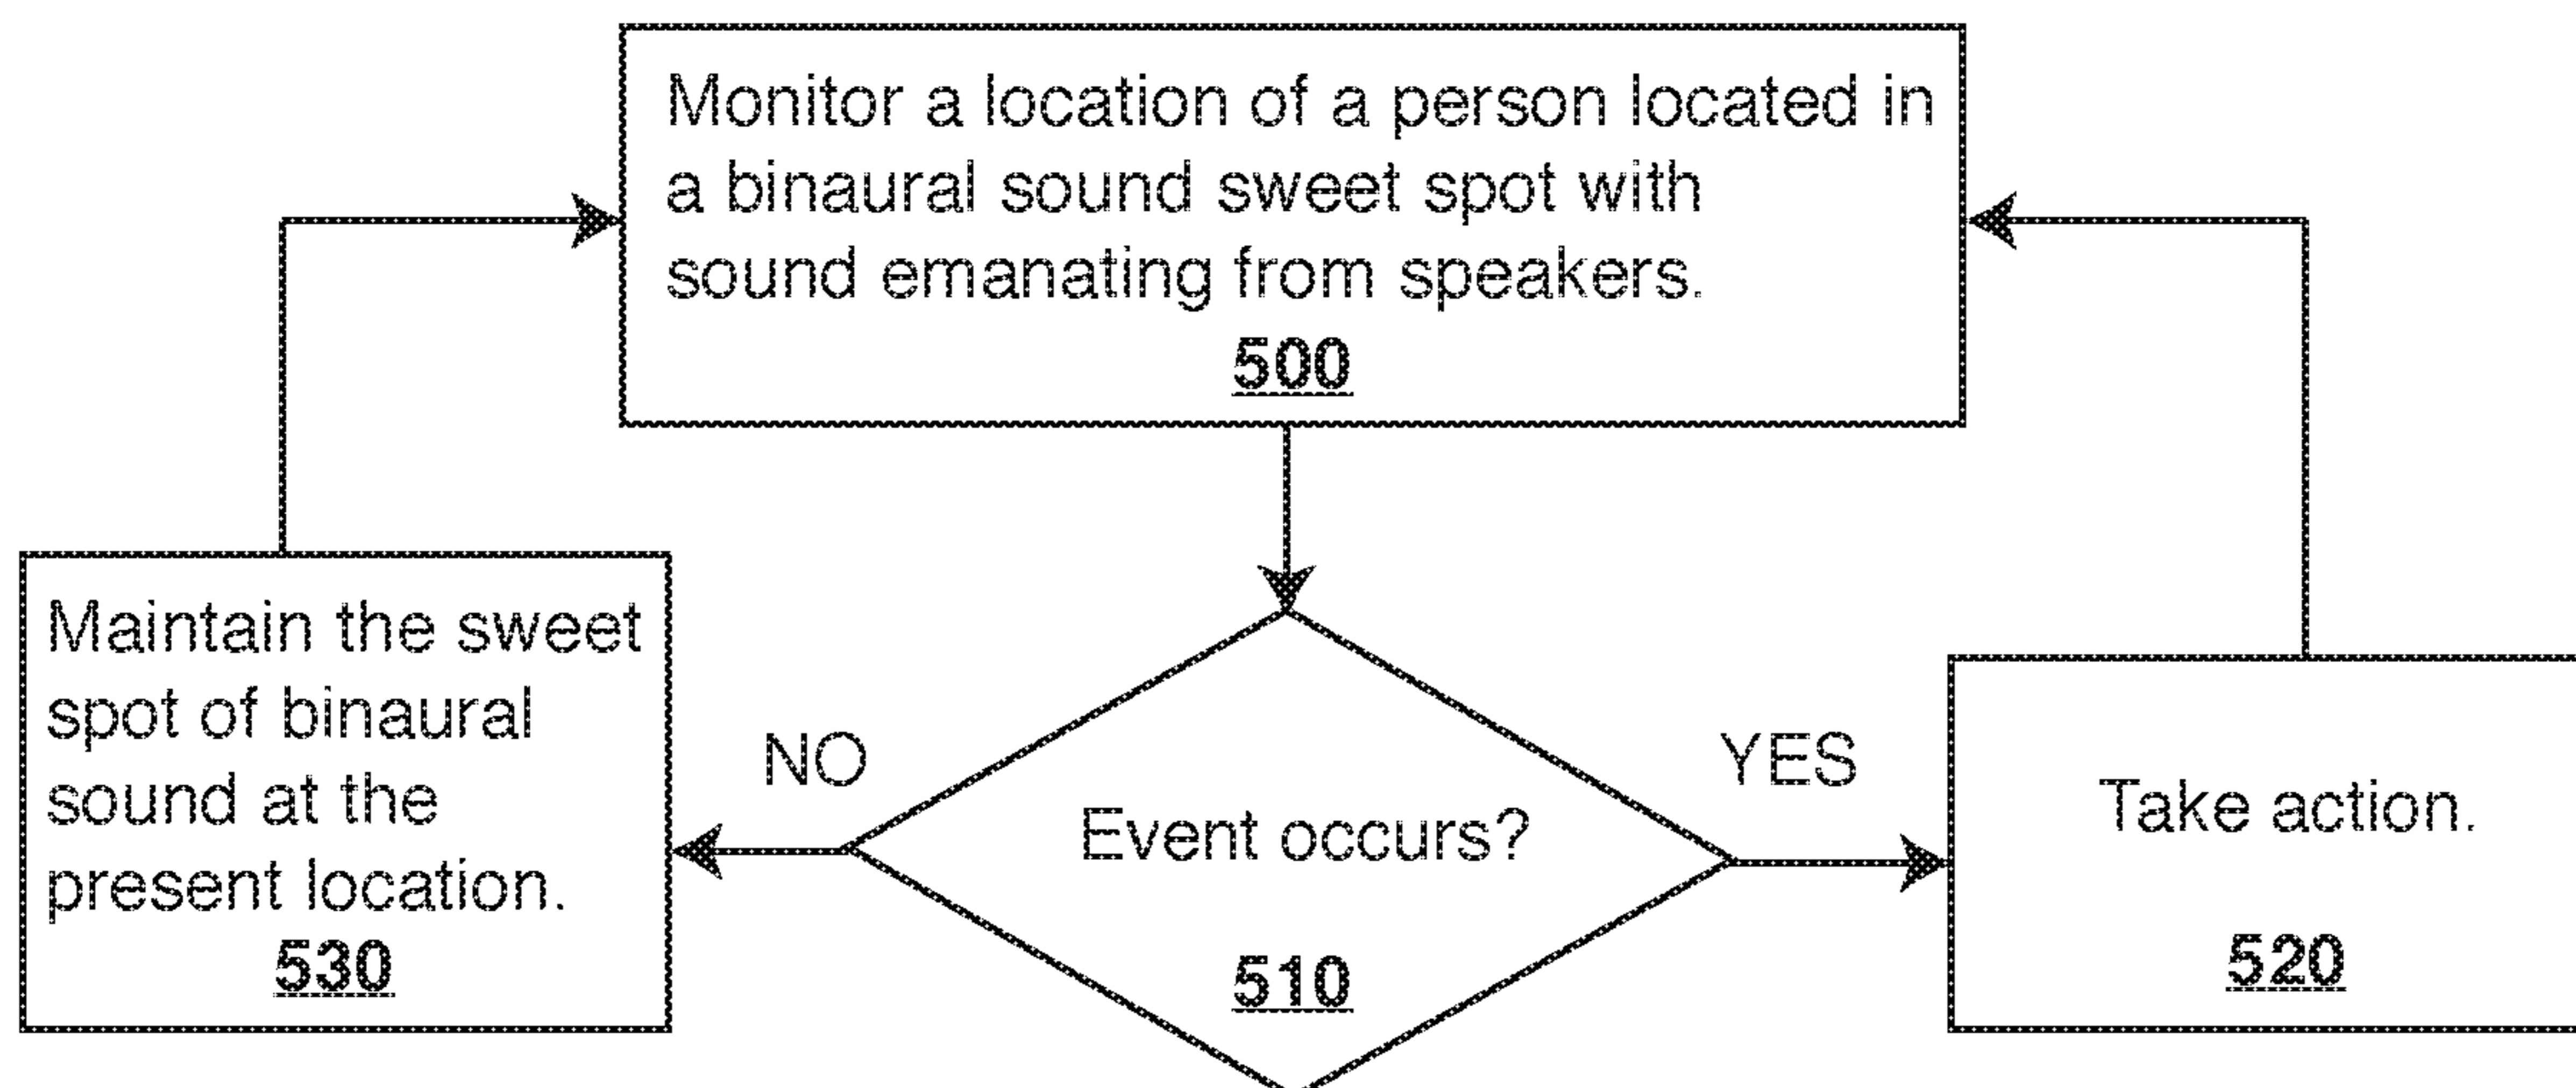 Monitor a location of a person located in
a binaural sound sweet spot with
sound emanating from speakers.
500
Maintain the sweet
spot of binaural
sound at the
present location.
530
NO
Event occurs?
510
YES
Take action.
520